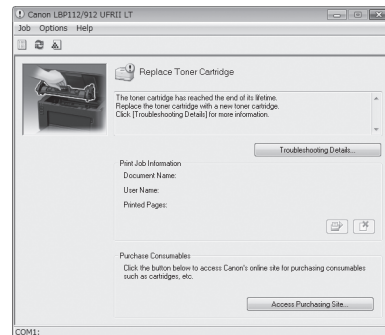 Canon LBP112/912 UFRII LT
Job Options Help
Replace Toner Cartridge
The toner cartridge has reached the end of its lifetime.
Replace the toner cartridge with a new toner cartridge.
Click [Troubleshooting Details] for more information.
Troubleshooting Details...
Print Job Information
Document Name:
User Name:
Printed Pages:
Purchase Consumables
Click the button below to access Canon's online site for purchasing consumables
such as cartridges, etc.
Access Purchasing Site...
COM1: